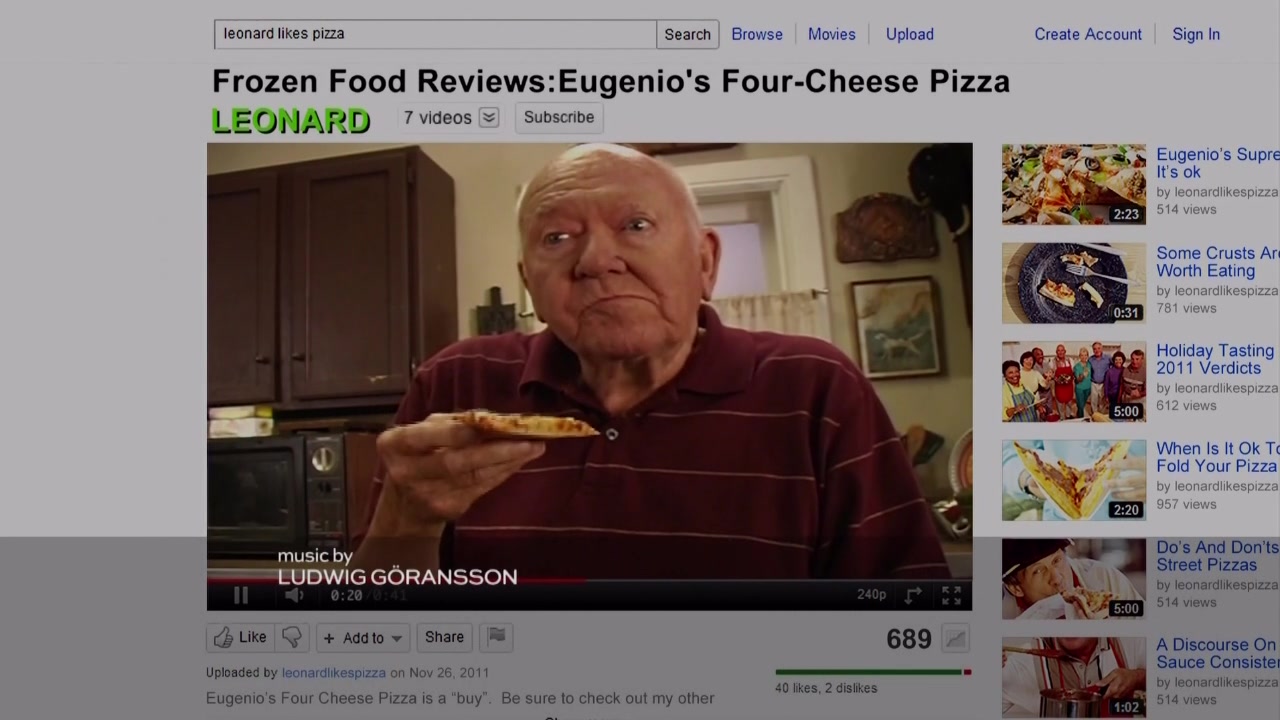 leonard likes pizza
Search
Browse
Movies
Upload
Create Account
Sign In
Frozen Food Reviews:Eugenio's Four-Cheese Pizza
LEONARD
7 videos
Subscribe
music by
LUDWIG GÖRANSSON
0:20/0:41
240p
Like
+ Add to
Share
689
Uploaded by leonardlikespizza on Nov 26, 2011
40 likes, 2 dislikes
Eugenio's Four Cheese Pizza is a “buy”. Be sure to check out my other
2:23
Eugenio's Supre
It's ok
by leonardlikespizza
514 views
0:31
Some Crusts Are
Worth Eating
by leonardlikespizza
781 views
5:00
Holiday Tasting
2011 Verdicts
by leonardlikespizza
612 views
2:20
When Is It Ok To
Fold Your Pizza
by leonardlikespizza
957 views
5:00
Do's And Don'ts
Street Pizzas
by leonardlikespizza
514 views
1:02
A Discourse On
Sauce Consisten
by leonardlikespizza
514 views